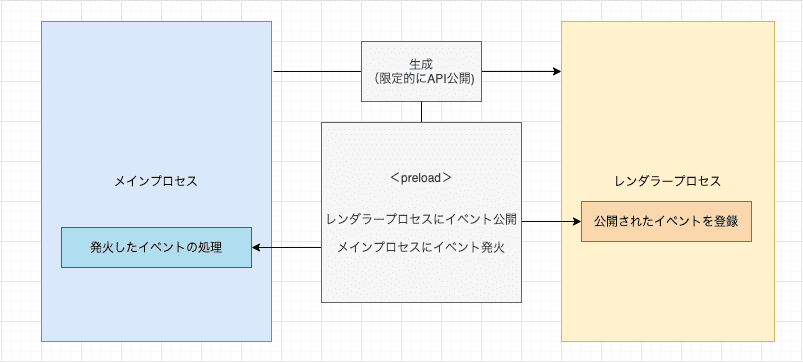 生成
（限定的にAPI公開)
メインプロセス
＜preload＞
レンダラープロセスにイベント公開
メインプロセスにイベント発火
発火したイベントの処理
レンダラープロセス
公開されたイベントを登録